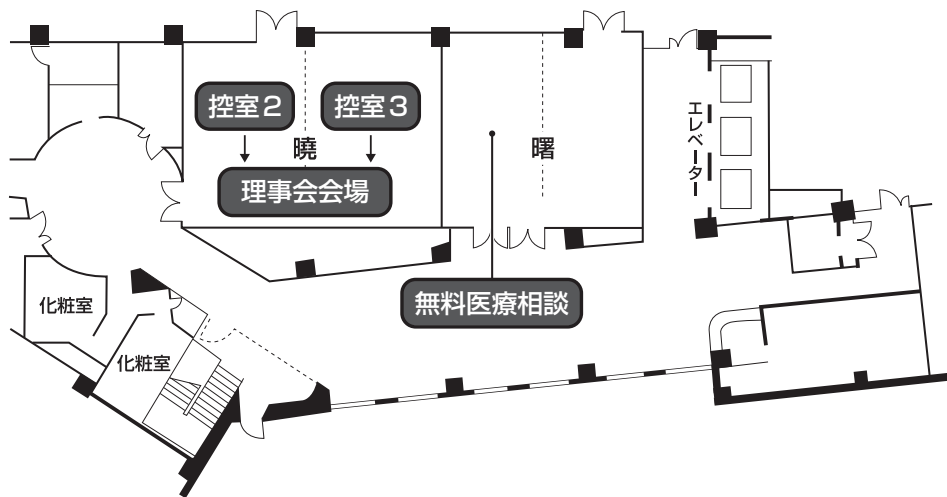 控室2
控室3
暁
曙
理事会会場
エレベーター
無料医療相談
化粧室
化粧室